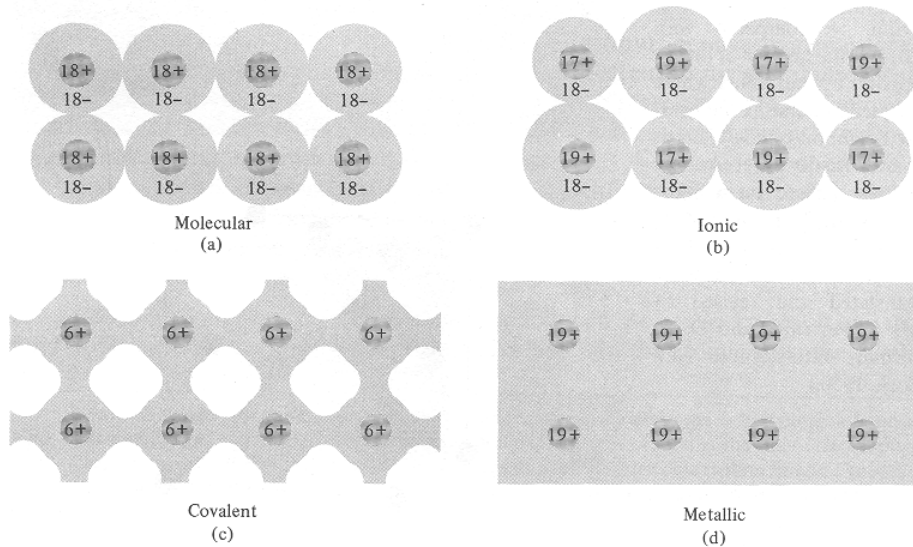 18+ 18+ 18+ 18+
18− 18− 18− 18−
18+ 18+ 18+ 18+
18− 18− 18− 18−
Molecular
(a)
17+ 19+ 17+ 19+
18− 18− 18− 18−
19+ 17+ 19+ 17+
18− 18− 18− 18−
Ionic
(b)
6+ 6+ 6+ 6+
6+ 6+ 6+ 6+
Covalent
(c)
19+ 19+ 19+ 19+
19+ 19+ 19+ 19+
Metallic
(d)